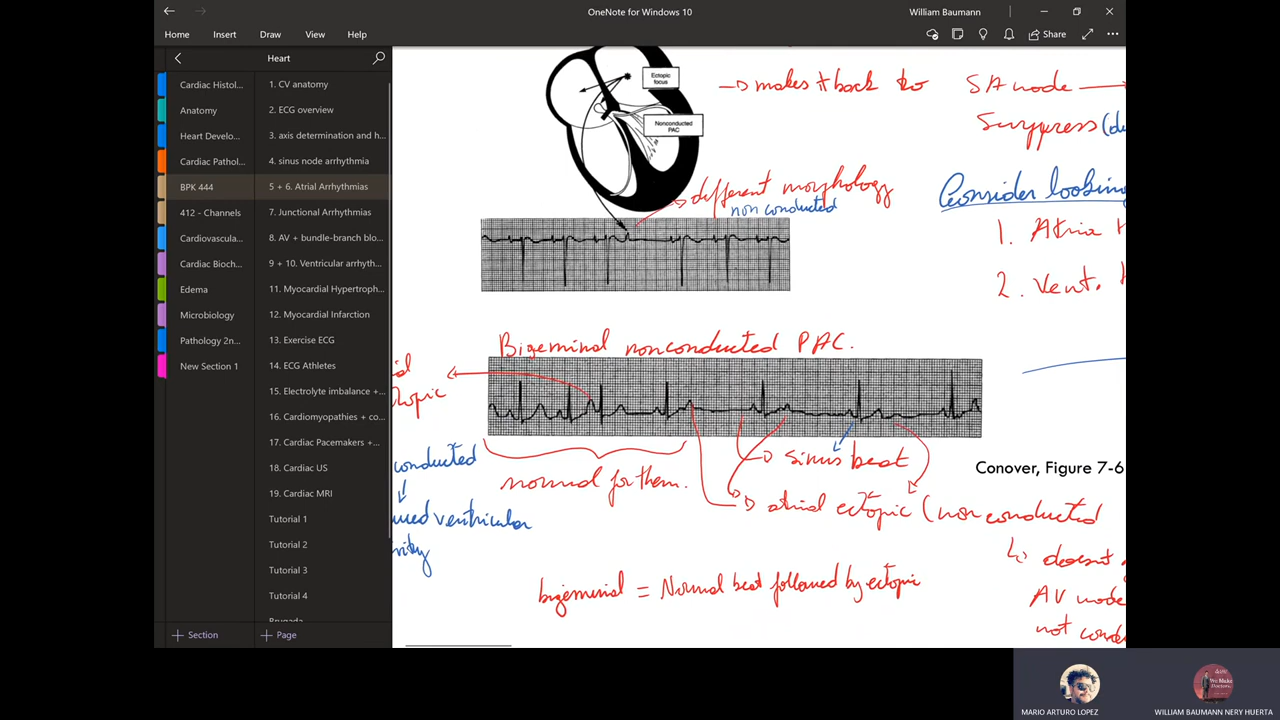 OneNote for Windows 10
William Baumann
Home Insert Draw View Help
Share
Heart
Cardiac Histol...
Anatomy
Heart Develo...
Cardiac Pathol...
BPK 444
412 - Channels
Cardiovascula...
Cardiac Bioch...
Edema
Microbiology
Pathology 2n...
New Section 1
Section
1. CV anatomy
2. ECG overview
3. axis determination and h...
4. sinus node arrhythmia
5 + 6. Atrial Arrhythmias
7. Junctional Arrhythmias
8. AV + bundle-branch blo...
9 + 10. Ventricular arryth...
11. Myocardial Hypertroph...
12. Myocardial Infarction
13. Exercise ECG
14. ECG Athletes
15. Electrolyte imbalance +...
16. Cardiomyopathies + co...
17. Cardiac Pacemakers +...
18. Cardiac US
19. Cardiac MRI
Tutorial 1
Tutorial 2
Tutorial 3
Tutorial 4
Brugada
Page
Ectopic
focus
Nonconducted
PAC
makes it back to SA node
Suppress
different morphology
non conducted
Consider looking
1. Atria
2. Vent.
Bigeminal nonconducted PAC.
conducted
ventricular
normal for them.
sinus beat
Conover, Figure 7-6
atrial ectopic (non conducted
doesn't
AV node
not
bigeminal = Normal beat followed by ectopic
MARIO ARTURO LOPEZ
WILLIAM BAUMANN NERY HUERTA